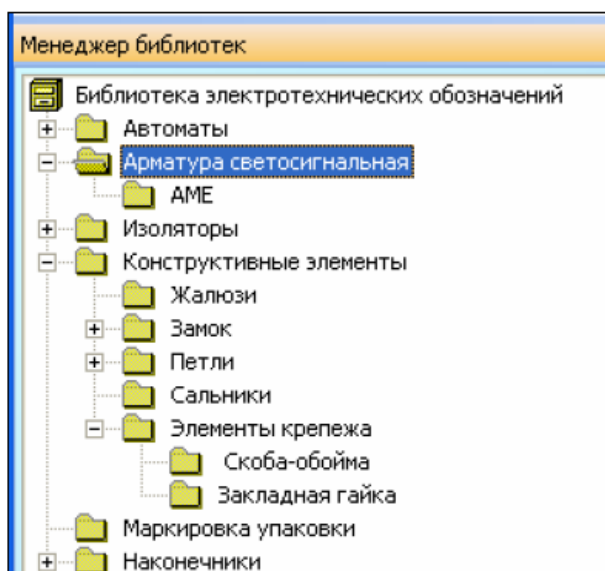 Менеджер библиотек
Библиотека электротехнических обозначений
Автоматы
Арматура светосигнальная
АМЕ
Изоляторы
Конструктивные элементы
Жалюзи
Замок
Петли
Сальники
Элементы крепежа
Скоба-обойма
Закладная гайка
Маркировка упаковки
Наконечники